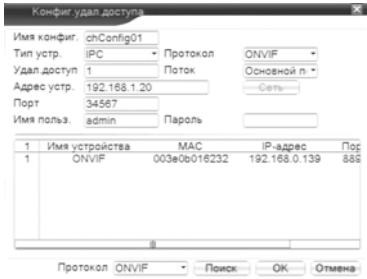 Конфиг.удал.доступа
Имя конфиг. chConfig01
Тип устр. IPC Протокол ONVIF
Удал.доступ 1 Поток Основной п
Адрес устр. 192.168.1.20 Сеть
Порт 34567
Имя польз. admin Пароль
1 Имя устройства MAC IP-адрес Пор
1 ONVIF 003e0b016232 192.168.0.139 889
Протокол ONVIF Поиск OK Отмена